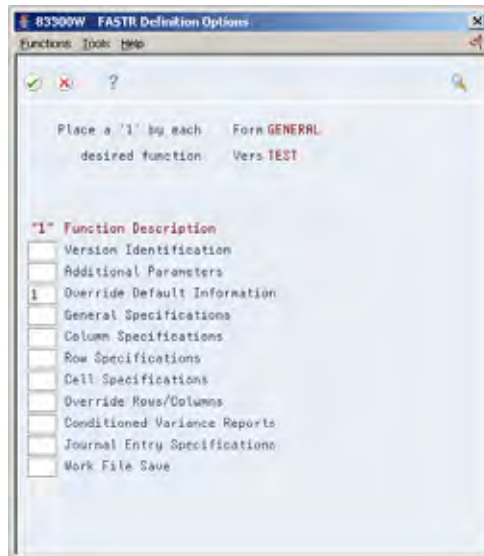 83500W FASTR Definition Options
Functions Tools Help
?
Place a '1' by each Form GENERAL
desired function Vers TEST
"1" Function Description
Version Identification
Additional Parameters
1 Override Default Information
General Specifications
Column Specifications
Row Specifications
Cell Specifications
Override Rows/Columns
Conditioned Variance Reports
Journal Entry Specifications
Work File Save